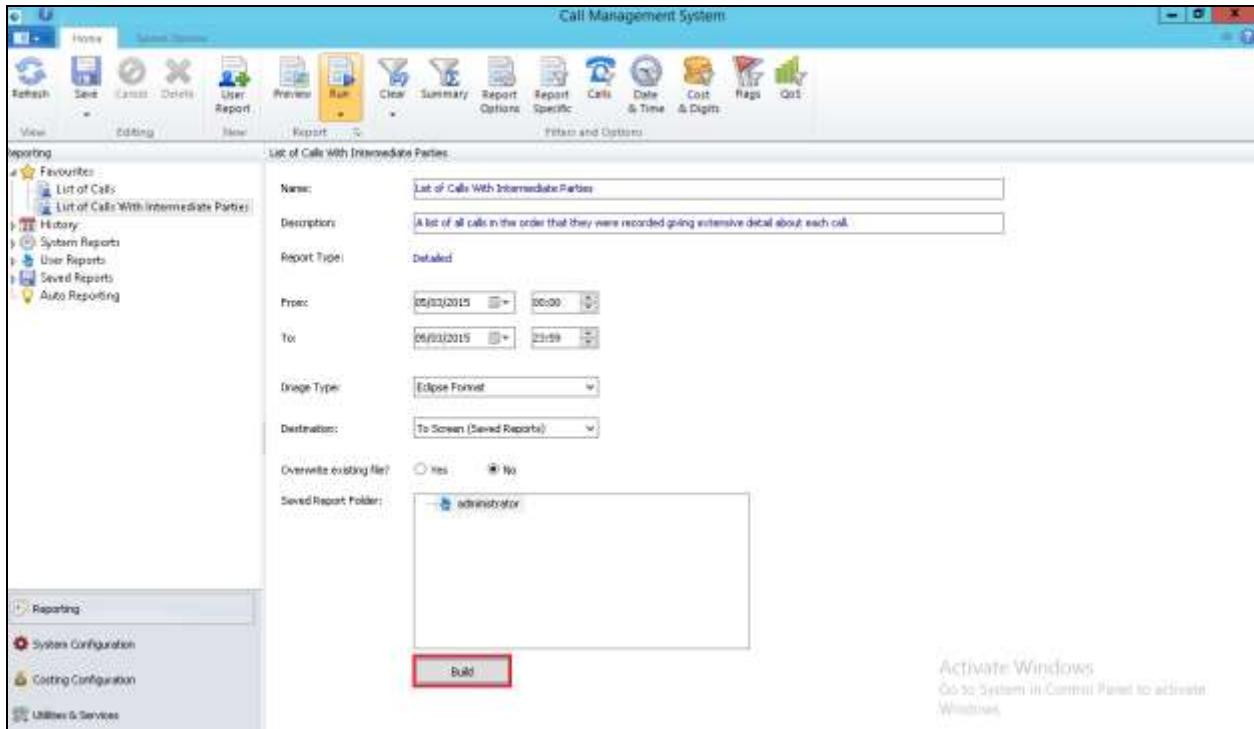 Call Management System
Home
Refresh
Save
Cancel
Delete
User Report
Preview
Run
Clear
Summary
Report Options
Report Specific
Calls
Date & Time
Cost & Digits
Flags
QoS
View
Editing
New
Report
Filters and Options
Reporting
List of Calls With Intermediate Parties
Favourites
List of Calls
List of Calls With Intermediate Parties
History
System Reports
User Reports
Saved Reports
Auto Reporting
Name:
List of Calls With Intermediate Parties
Description:
A list of all calls in the order that they were recorded giving extensive detail about each call.
Report Type:
Detailed
From:
05/03/2015
00:00
To:
05/03/2015
23:59
Image Type:
Eclipse Format
Destination:
To Screen (Saved Reports)
Overwrite existing file?
Yes
No
Saved Report Folder:
administrator
Build
Reporting
System Configuration
Costing Configuration
Utilities & Services
Activate Windows
Go to System in Control Panel to activate
Windows.